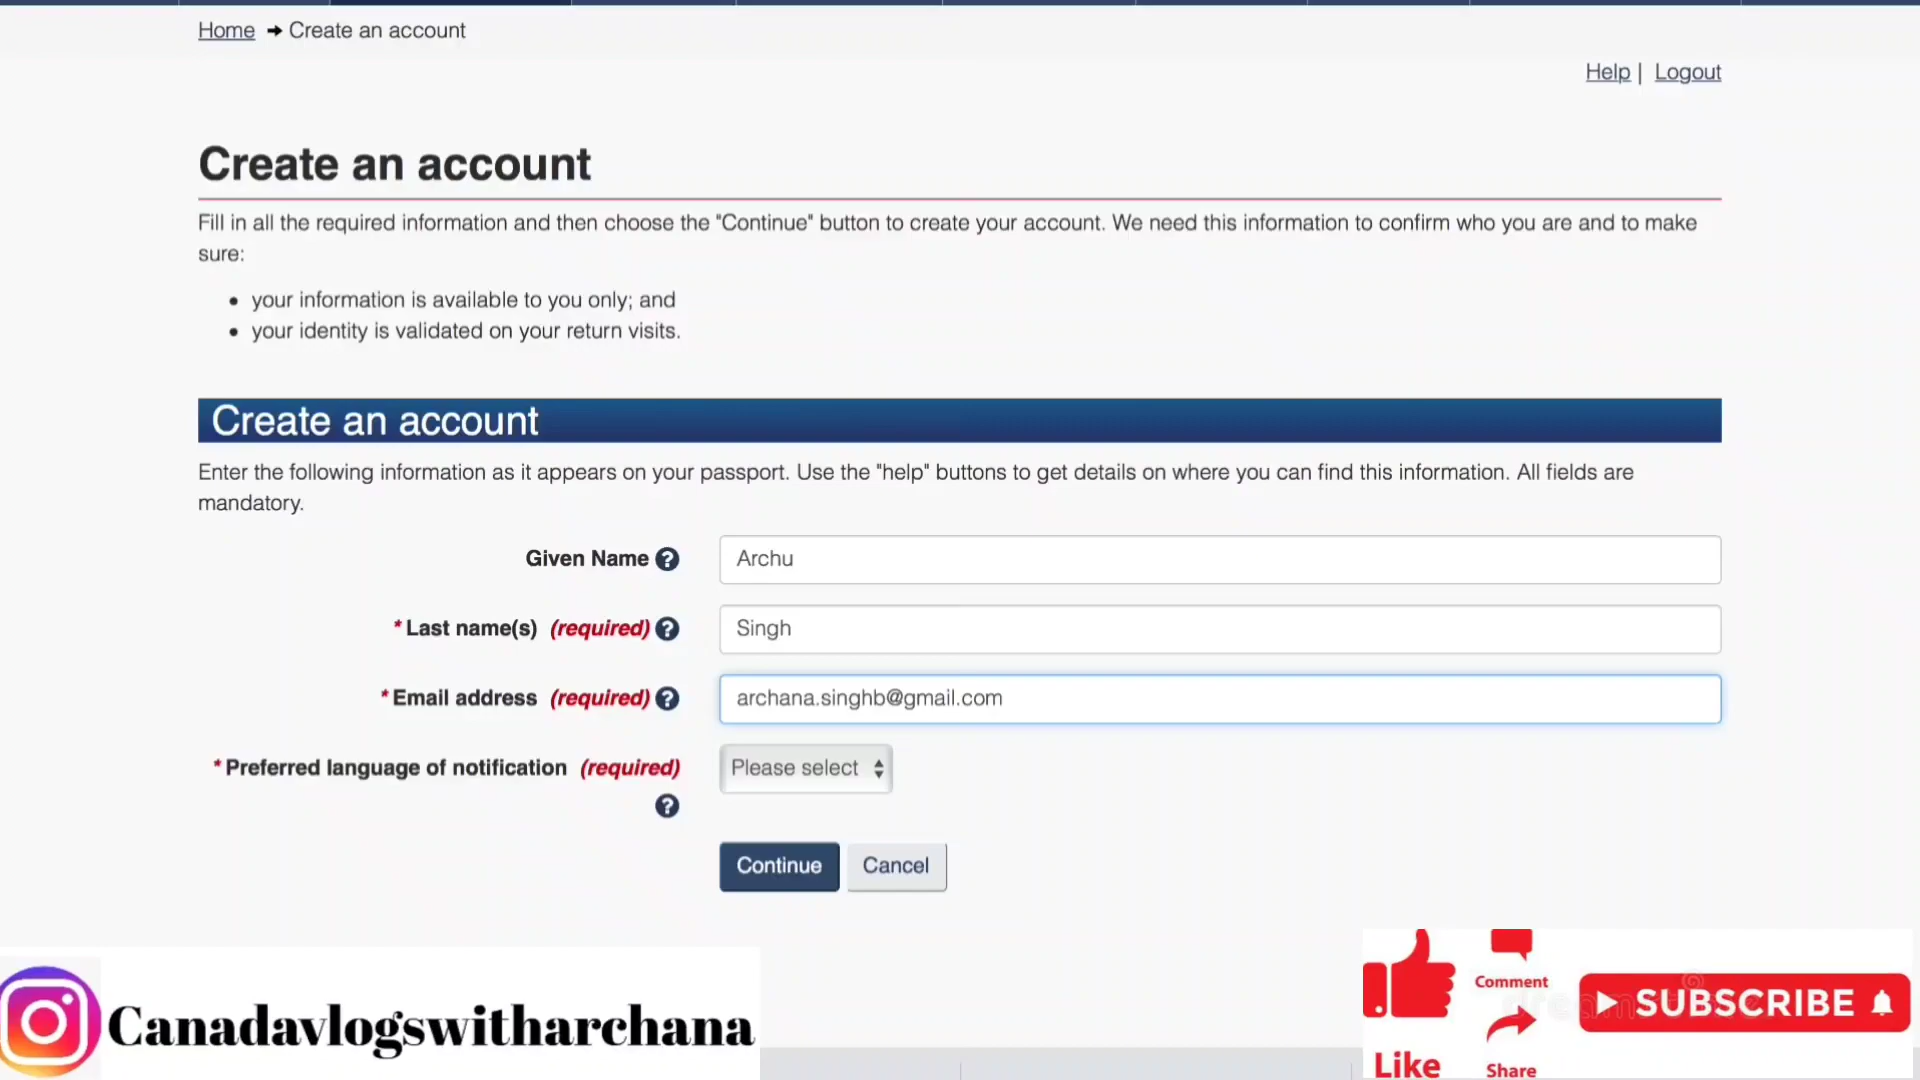 Home ➔ Create an account
Help | Logout
Create an account
Fill in all the required information and then choose the "Continue" button to create your account. We need this information to confirm who you are and to make
sure:
• your information is available to you only; and
• your identity is validated on your return visits.
Create an account
Enter the following information as it appears on your passport. Use the "help" buttons to get details on where you can find this information. All fields are
mandatory.
Given Name ? Archu
* Last name(s) (required) ? Singh
* Email address (required) ? archana.singhb@gmail.com
* Preferred language of notification (required) Please select
?
Continue Cancel
Canadavlogswitharchana
Comment
SUBSCRIBE
Like
Share